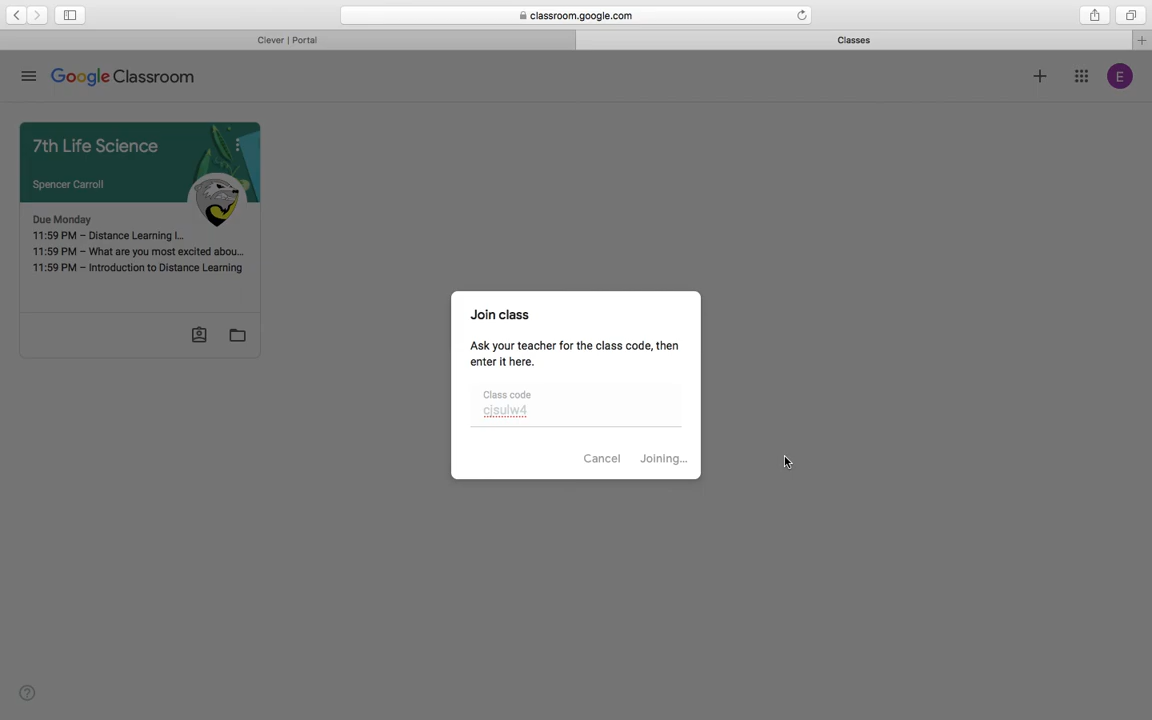 classroom.google.com
Clever | Portal
Classes
Google Classroom
E
7th Life Science
Spencer Carroll
Due Monday
11:59 PM – Distance Learning I...
11:59 PM – What are you most excited abou...
11:59 PM – Introduction to Distance Learning
Join class
Ask your teacher for the class code, then
enter it here.
Class code
cjsulw4
Cancel Joining...